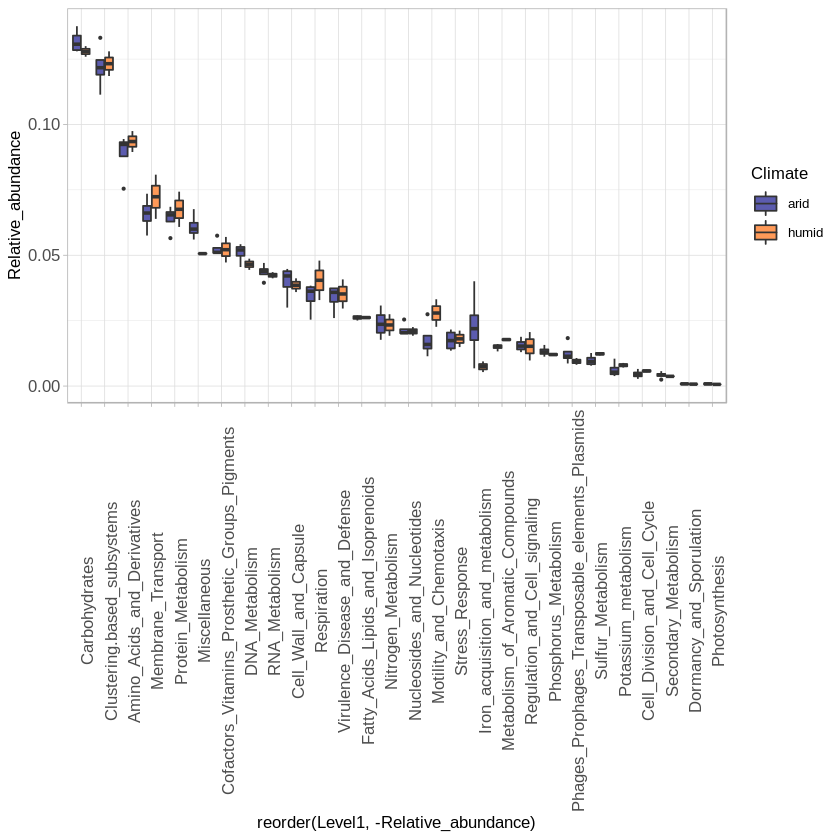 0.10
0.05
0.00
Relative_abundance
Climate
arid
humid
Carbohydrates
Clustering.based_subsystems
Amino_Acids_and_Derivatives
Membrane_Transport
Protein_Metabolism
Miscellaneous
Cofactors_Vitamins_Prosthetic_Groups_Pigments
DNA_Metabolism
RNA_Metabolism
Cell_Wall_and_Capsule
Respiration
Virulence_Disease_and_Defense
Fatty_Acids_Lipids_and_Isoprenoids
Nitrogen_Metabolism
Nucleosides_and_Nucleotides
Motility_and_Chemotaxis
Stress_Response
Iron_acquisition_and_metabolism
Metabolism_of_Aromatic_Compounds
Regulation_and_Cell_signaling
Phosphorus_Metabolism
Phages_Prophages_Transposable_elements_Plasmids
Sulfur_Metabolism
Potassium_metabolism
Cell_Division_and_Cell_Cycle
Secondary_Metabolism
Dormancy_and_Sporulation
Photosynthesis
reorder(Level1, -Relative_abundance)